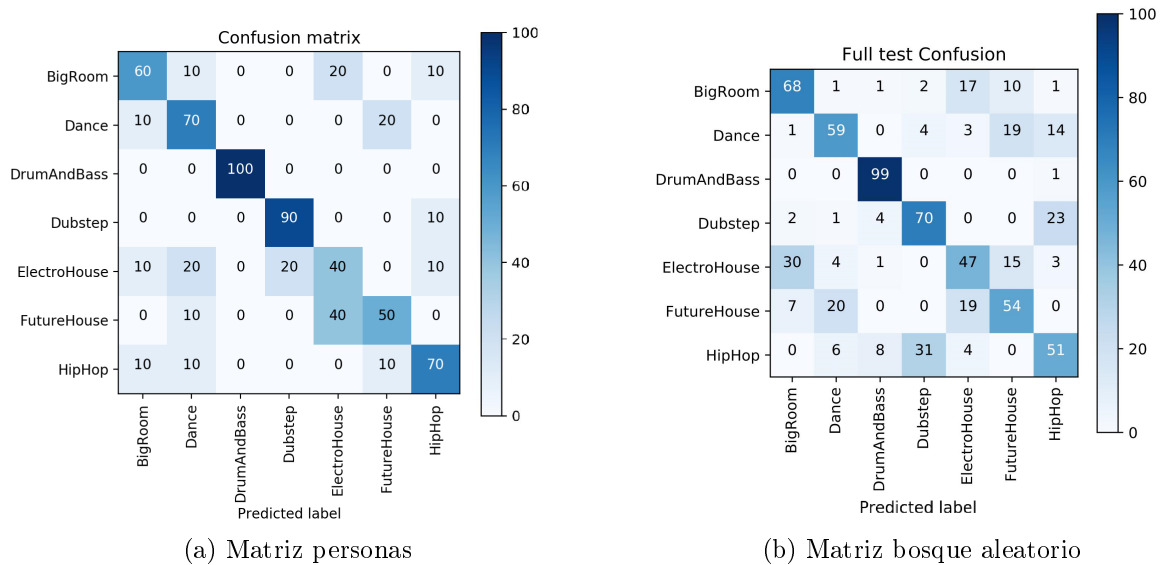 Confusion matrix
BigRoom 60 10 0 0 20 0 10
Dance 10 70 0 0 0 20 0
DrumAndBass 0 0 100 0 0 0 0
Dubstep 0 0 0 90 0 0 10
ElectroHouse 10 20 0 20 40 0 10
FutureHouse 0 10 0 0 40 50 0
HipHop 10 10 0 0 0 10 70
BigRoom Dance DrumAndBass Dubstep ElectroHouse FutureHouse HipHop
Predicted label
100
80
60
40
20
0
(a) Matriz personas
Full test Confusion
BigRoom 68 1 1 2 17 10 1
Dance 1 59 0 4 3 19 14
DrumAndBass 0 0 99 0 0 0 1
Dubstep 2 1 4 70 0 0 23
ElectroHouse 30 4 1 0 47 15 3
FutureHouse 7 20 0 0 19 54 0
HipHop 0 6 8 31 4 0 51
BigRoom Dance DrumAndBass Dubstep ElectroHouse FutureHouse HipHop
Predicted label
100
80
60
40
20
0
(b) Matriz bosque aleatorio